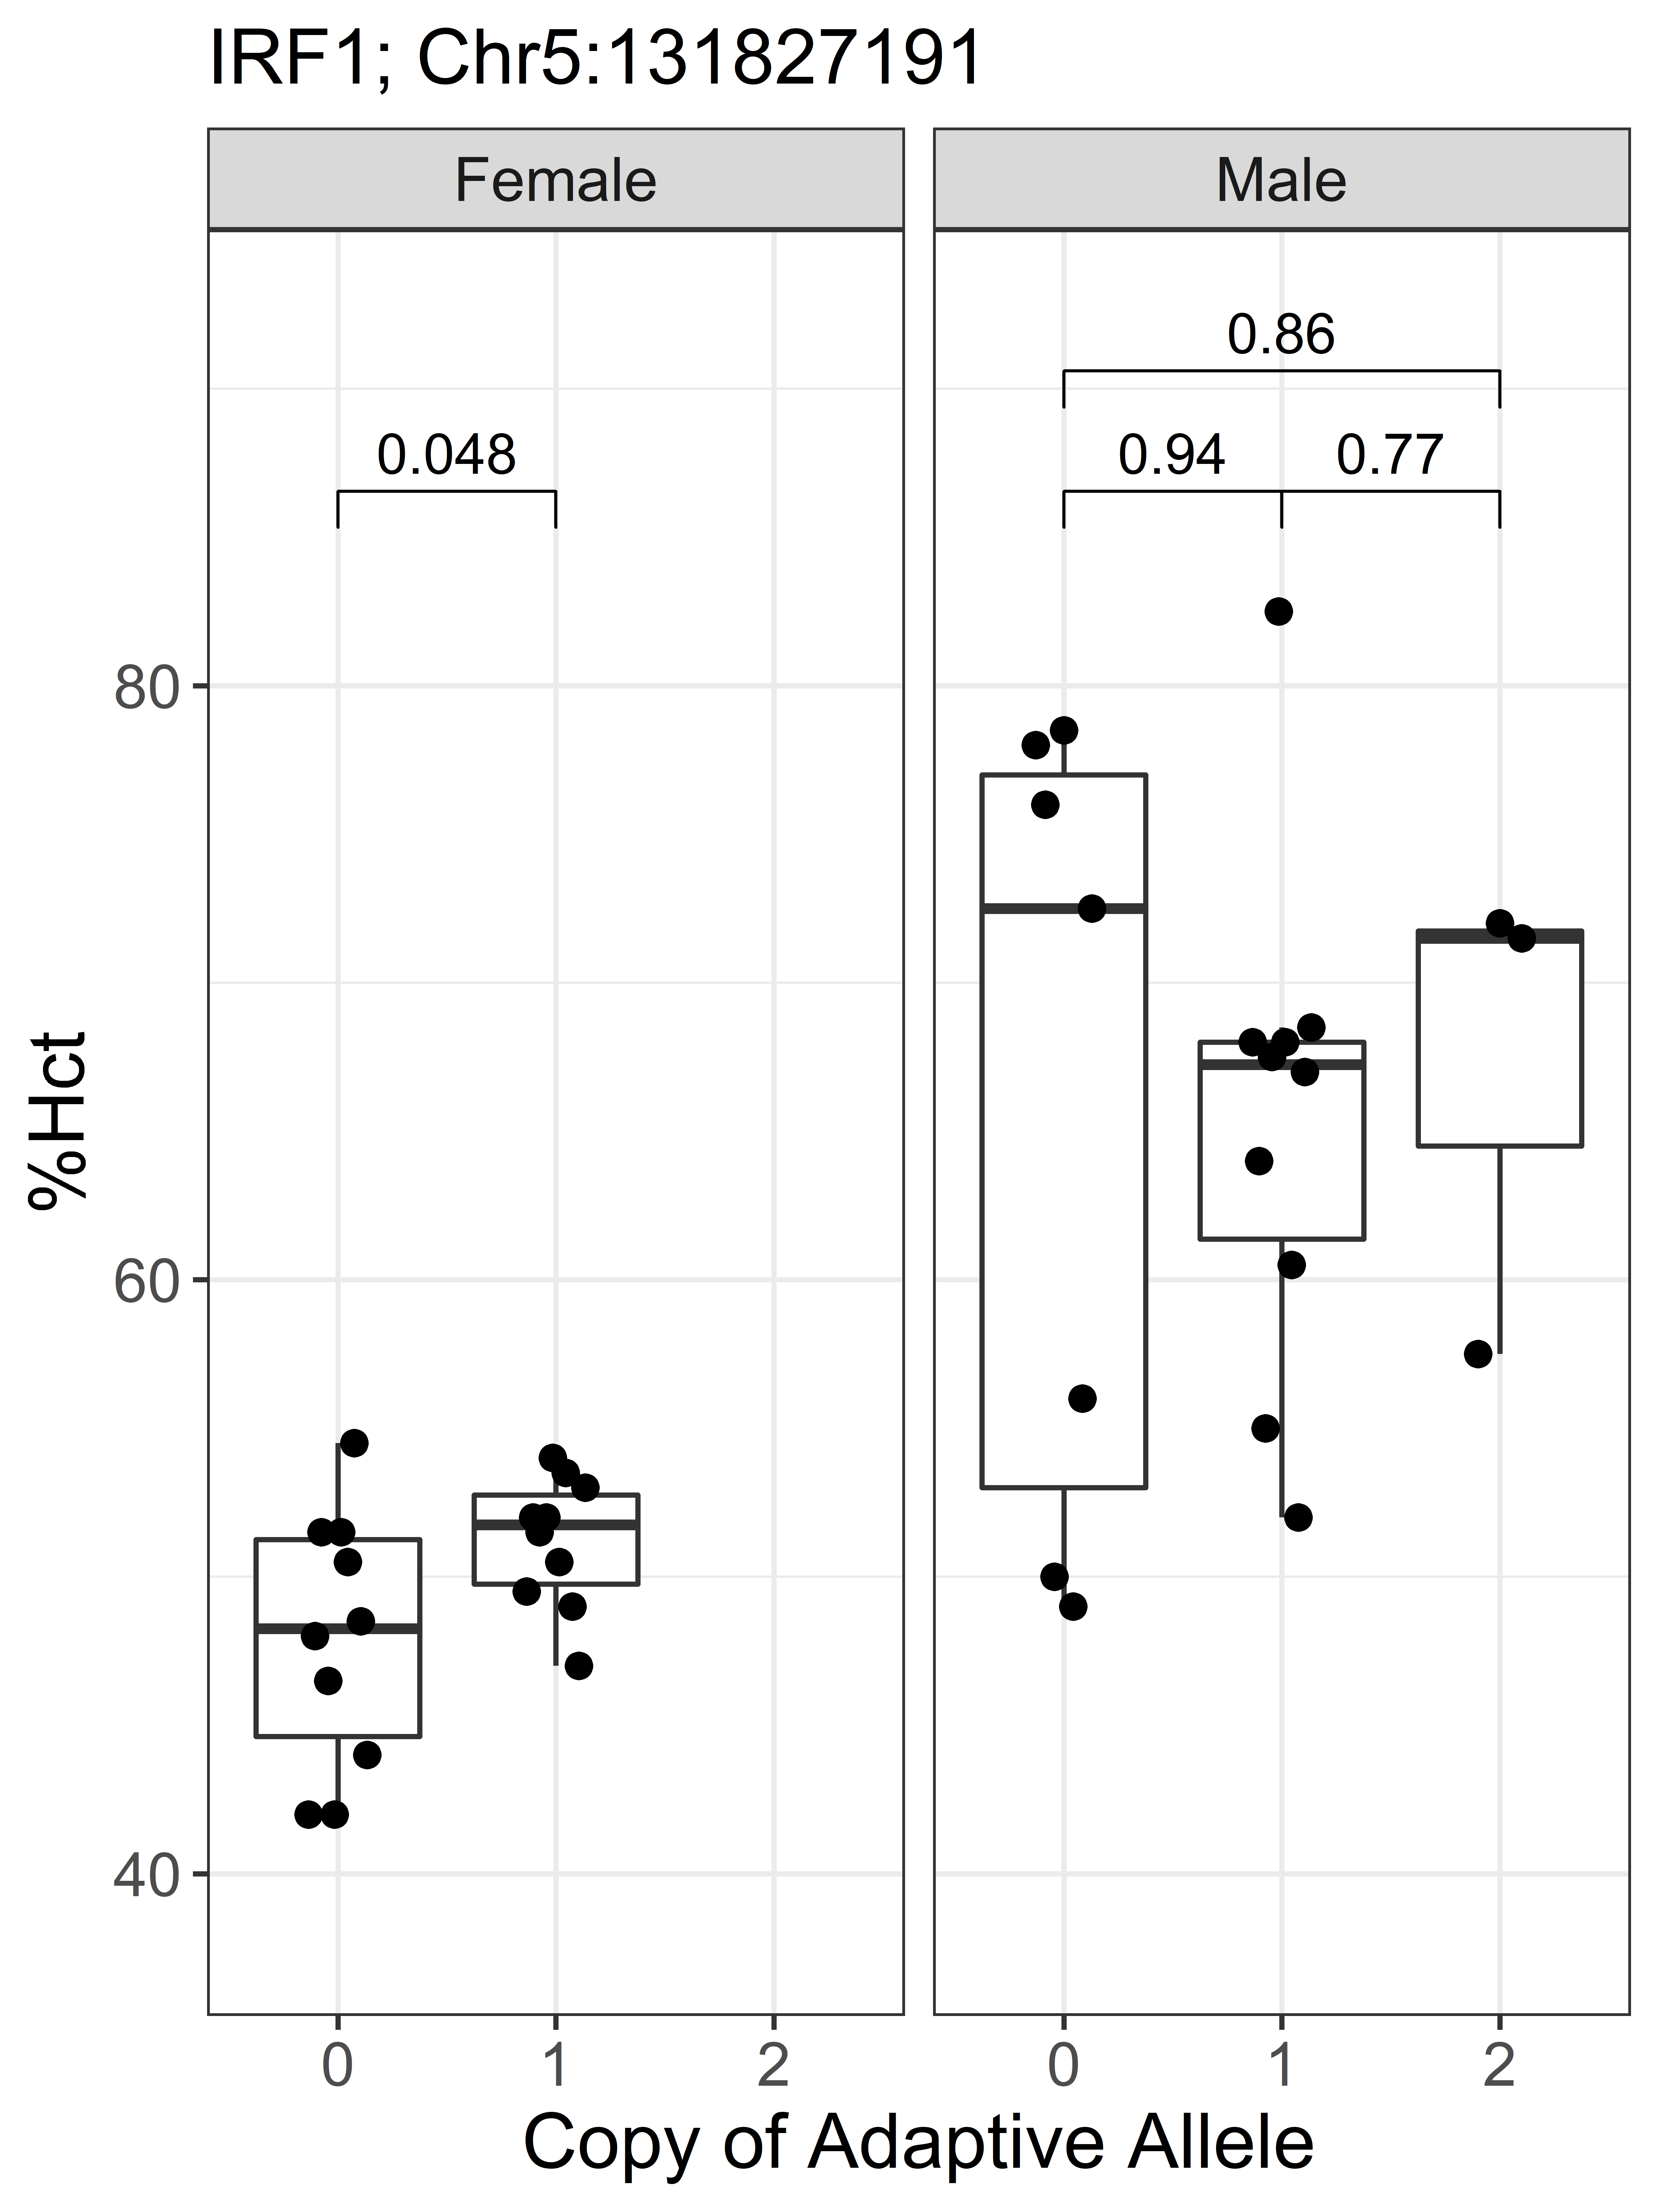 IRF1; Chr5:131827191
Female
Male
0.86
0.048
0.94
0.77
80
60
40
%Hct
0
1
2
0
1
2
Copy of Adaptive Allele